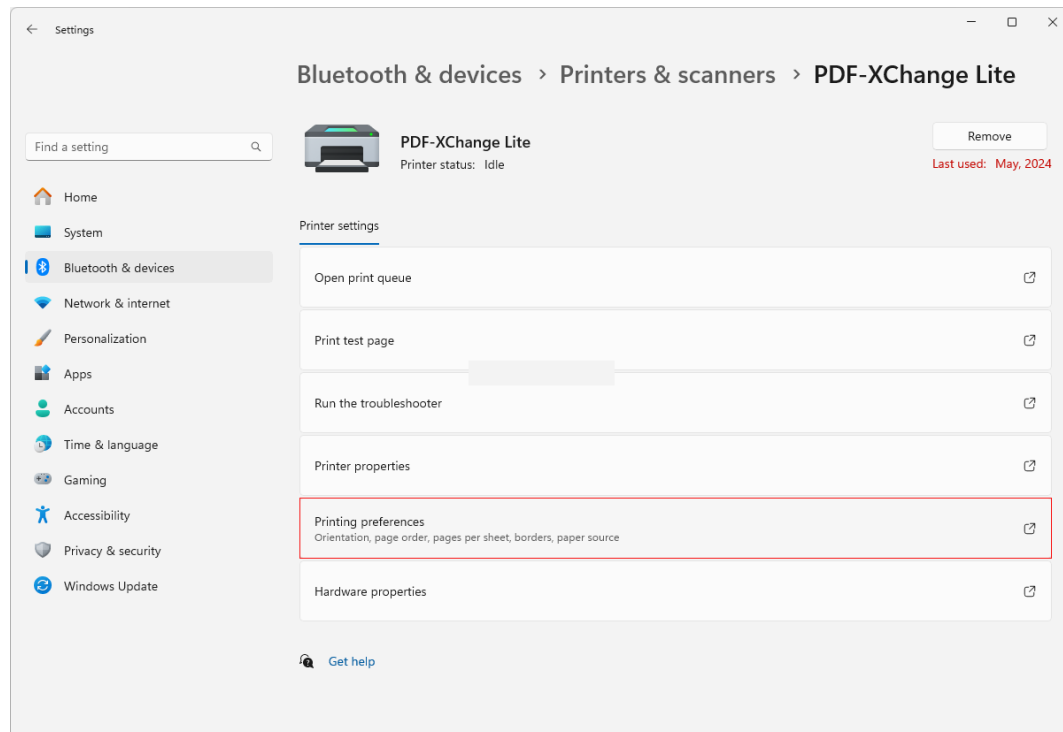 Settings
Bluetooth & devices > Printers & scanners > PDF-XChange Lite
Find a setting
PDF-XChange Lite
Printer status: Idle
Remove
Last used: May, 2024
Home
System
Bluetooth & devices
Network & internet
Personalization
Apps
Accounts
Time & language
Gaming
Accessibility
Privacy & security
Windows Update
Printer settings
Open print queue
Print test page
Run the troubleshooter
Printer properties
Printing preferences
Orientation, page order, pages per sheet, borders, paper source
Hardware properties
Get help